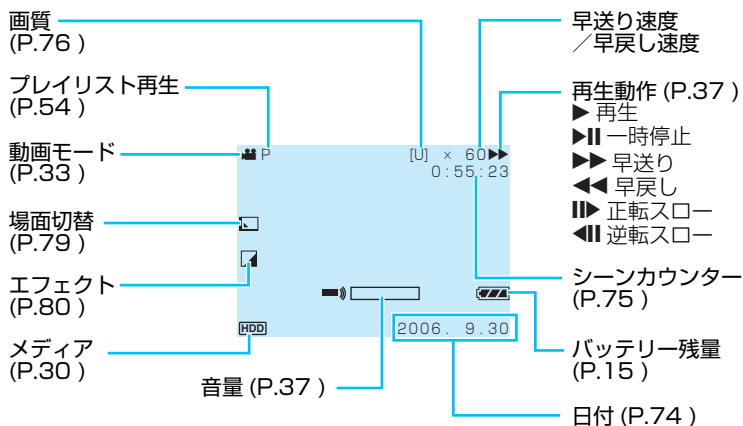 画質
(P.76 )
プレイリスト再生
(P.54 )
動画モード
(P.33 )
場面切替
(P.79 )
エフェクト
(P.80 )
メディア
(P.30 )
音量 (P.37 )
P
[U] × 60▶▶
0:55:23
HDD
2006. 9.30
早送り速度
／早戻し速度
再生動作 (P.37 )
▶ 再生
▶II 一時停止
▶▶ 早送り
◀◀ 早戻し
II▶ 正転スロー
◀II 逆転スロー
シーンカウンター
(P.75 )
バッテリー残量
(P.15 )
日付 (P.74 )